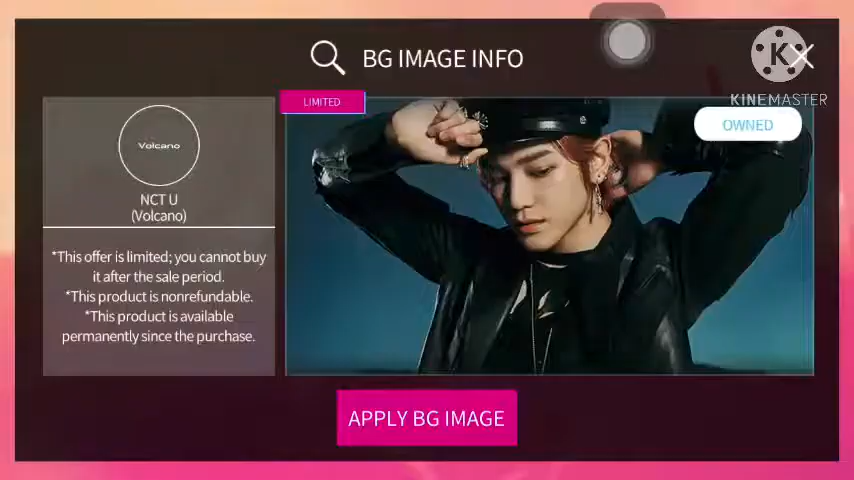 BG IMAGE INFO
K
KINEMASTER
LIMITED
OWNED
Volcano
NCT U
(Volcano)
*This offer is limited; you cannot buy
it after the sale period.
*This product is nonrefundable.
*This product is available
permanently since the purchase.
APPLY BG IMAGE